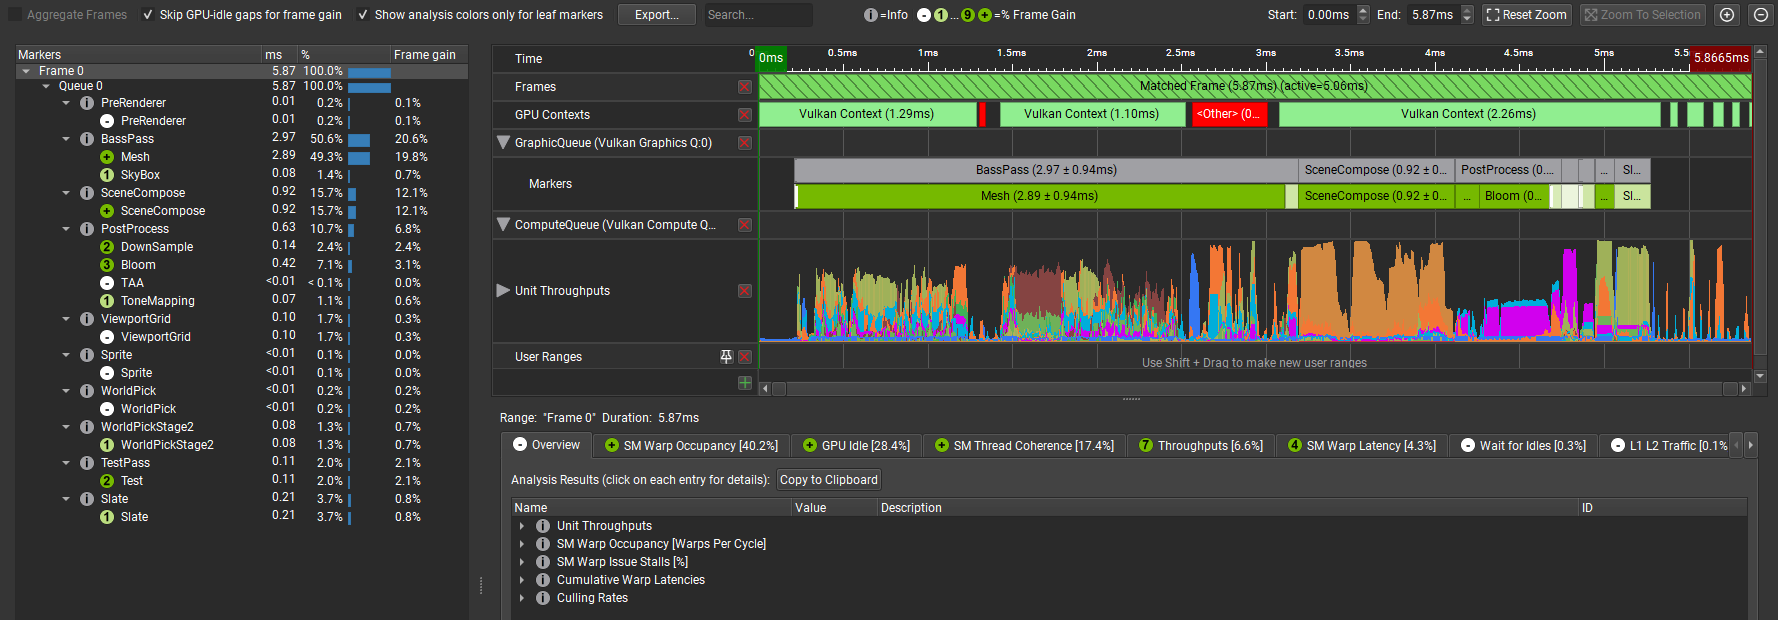 Aggregate Frames Skip GPU-idle gaps for frame gain Show analysis colors only for leaf markers Export... Search... i=Info - 1 ... 9 +=% Frame Gain Start: 0.00ms End: 5.87ms Reset Zoom Zoom To Selection
Markers ms % Frame gain
Frame 0 5.87 100.0%
Queue 0 5.87 100.0%
i PreRenderer 0.01 0.2% 0.1%
- PreRenderer 0.01 0.2% 0.1%
i BassPass 2.97 50.6% 20.6%
+ Mesh 2.89 49.3% 19.8%
1 SkyBox 0.08 1.4% 0.7%
i SceneCompose 0.92 15.7% 12.1%
+ SceneCompose 0.92 15.7% 12.1%
i PostProcess 0.63 10.7% 6.8%
2 DownSample 0.14 2.4% 2.4%
3 Bloom 0.42 7.1% 3.1%
- TAA <0.01 < 0.1% 0.0%
1 ToneMapping 0.07 1.1% 0.6%
i ViewportGrid 0.10 1.7% 0.3%
- ViewportGrid 0.10 1.7% 0.3%
i Sprite <0.01 0.1% 0.0%
- Sprite <0.01 0.1% 0.0%
i WorldPick <0.01 0.2% 0.2%
- WorldPick <0.01 0.2% 0.2%
i WorldPickStage2 0.08 1.3% 0.7%
1 WorldPickStage2 0.08 1.3% 0.7%
i TestPass 0.11 2.0% 2.1%
2 Test 0.11 2.0% 2.1%
i Slate 0.21 3.7% 0.8%
1 Slate 0.21 3.7% 0.8%
Time 0 0ms 0.5ms 1ms 1.5ms 2ms 2.5ms 3ms 3.5ms 4ms 4.5ms 5ms 5.5 5.8665ms
Frames Matched Frame (5.87ms) (active=5.06ms)
GPU Contexts Vulkan Context (1.29ms) Vulkan Context (1.10ms) <Other> (0... Vulkan Context (2.26ms)
GraphicQueue (Vulkan Graphics Q:0)
BassPass (2.97 ± 0.94ms) SceneCompose (0.92 ± 0... PostProcess (0.... ... Sl...
Markers
Mesh (2.89 ± 0.94ms) SceneCompose (0.92 ± 0... ... Bloom (0... ... Sl...
ComputeQueue (Vulkan Compute Q...
Unit Throughputs
User Ranges Use Shift + Drag to make new user ranges
Range: "Frame 0" Duration: 5.87ms
- Overview + SM Warp Occupancy [40.2%] + GPU Idle [28.4%] + SM Thread Coherence [17.4%] 7 Throughputs [6.6%] 4 SM Warp Latency [4.3%] - Wait for Idles [0.3%] - L1 L2 Traffic [0.1%
Analysis Results (click on each entry for details): Copy to Clipboard
Name Value Description ID
i Unit Throughputs
i SM Warp Occupancy [Warps Per Cycle]
i SM Warp Issue Stalls [%]
i Cumulative Warp Latencies
i Culling Rates